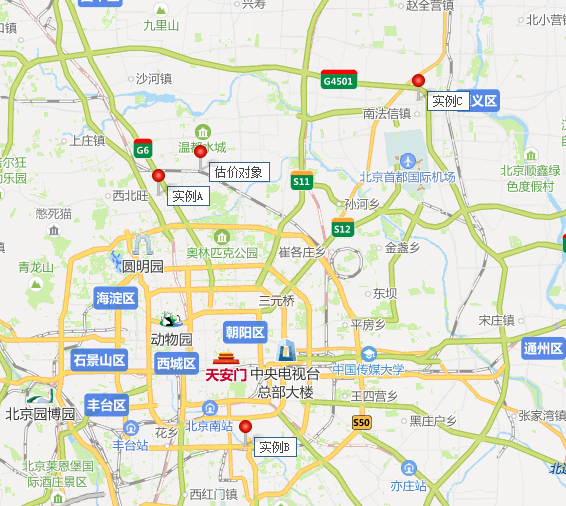 兴寿
赵全营镇
九里山
北小营镇
沙河镇
G4501
实例C
义区
南法信镇
上庄镇
G6
温都水城
估价对象
北京首都国际机场
北京顺鑫绿
色度假村
S11
西北旺
实例A
孙河乡
憨死猫
S12
奥林匹克公园
崔各庄乡
金盏乡
圆明园
青龙山
海淀区
三元桥
东坝
动物园
朝阳区
平房乡
宋庄镇
石景山区
西城区
天安门
中央电视台
总部大楼
中国传媒大学
通州区
北京园博园
丰台区
王四营乡
北京南站
S50
黑庄户乡
张家湾镇
丰台站
花乡
实例B
北京莱恩堡国
际酒庄景区
亦庄站
西红门镇